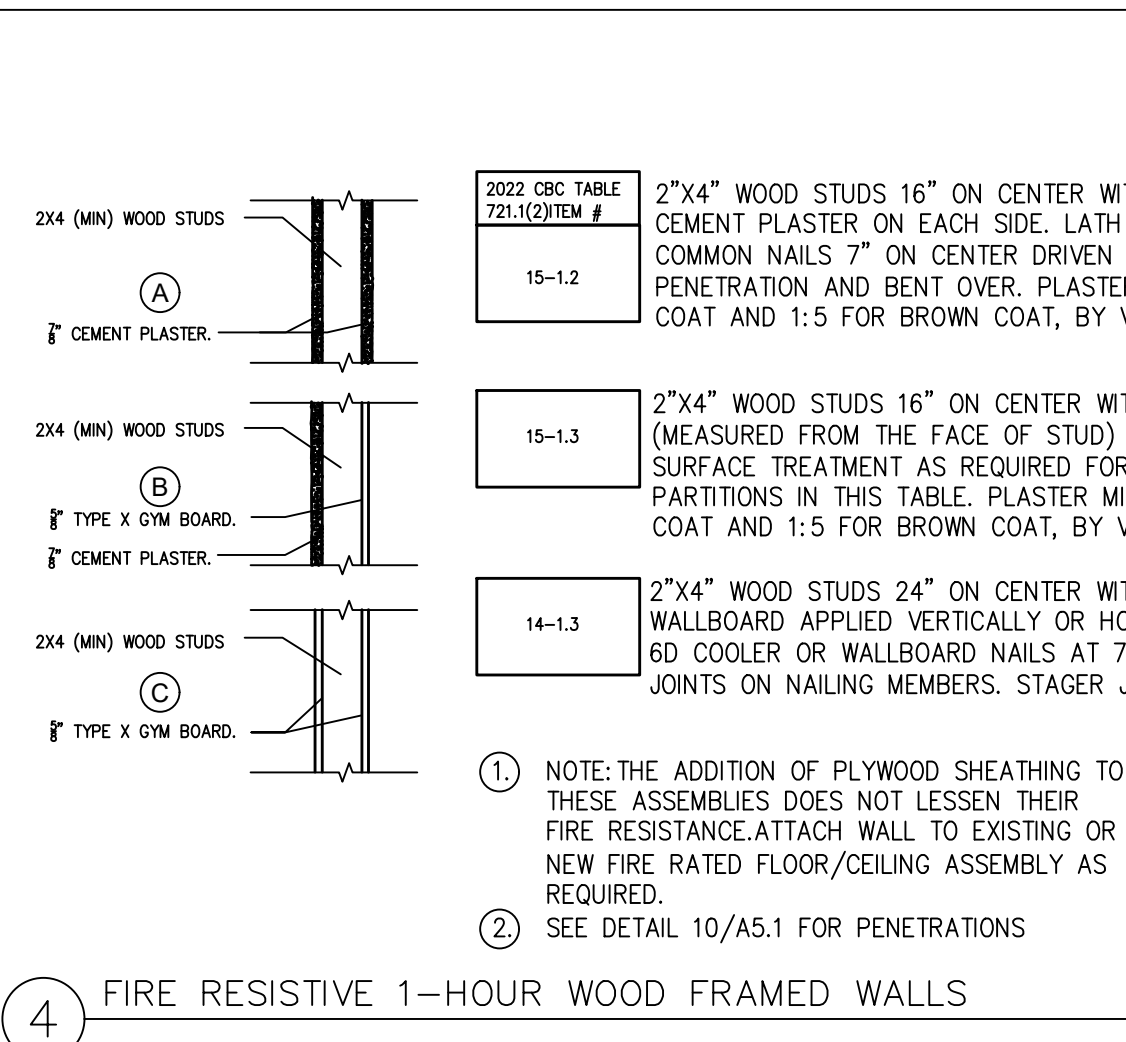 2X4 (MIN) WOOD STUDS
A
7/8" CEMENT PLASTER.
2022 CBC TABLE
721.1(2)ITEM #
15-1.2
2"X4" WOOD STUDS 16" ON CENTER
CEMENT PLASTER ON EACH SIDE. LATH
COMMON NAILS 7" ON CENTER DRIVEN
PENETRATION AND BENT OVER.
COAT AND 1:5 FOR BROWN COAT, BY
2X4 (MIN) WOOD STUDS
B
5/8" TYPE X GYM BOARD.
7/8" CEMENT PLASTER.
15-1.3
2"X4" WOOD STUDS 16" ON CENTER
(MEASURED FROM THE FACE OF STUD)
SURFACE TREATMENT AS REQUIRED FOR
PARTITIONS IN THIS TABLE. PLASTER
COAT AND 1:5 FOR BROWN COAT, BY
2X4 (MIN) WOOD STUDS
C
5/8" TYPE X GYM BOARD.
14-1.3
2"X4" WOOD STUDS 24" ON CENTER
WALLBOARD APPLIED VERTICALLY OR
6D COOLER OR WALLBOARD NAILS AT 7
JOINTS ON NAILING MEMBERS. STAGER
1. NOTE: THE ADDITION OF PLYWOOD SHEATHING TO
THESE ASSEMBLIES DOES NOT LESSEN THEIR
FIRE RESISTANCE.ATTACH WALL TO EXISTING OR
NEW FIRE RATED FLOOR/CEILING ASSEMBLY AS
REQUIRED.
2. SEE DETAIL 10/A5.1 FOR PENETRATIONS
4 FIRE RESISTIVE 1-HOUR WOOD FRAMED WALLS